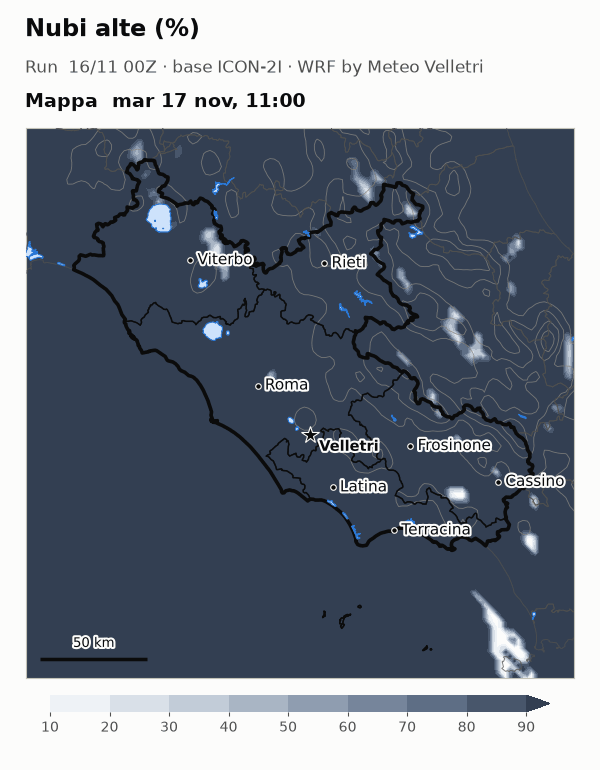 Nubi alte (%)
Run 16/11 00Z · base ICON-2I · WRF by Meteo Velletri
Mappa mar 17 nov, 11:00
Viterbo
Rieti
Roma
Velletri
Frosinone
Cassino
Latina
Terracina
50 km
10 20 30 40 50 60 70 80 90